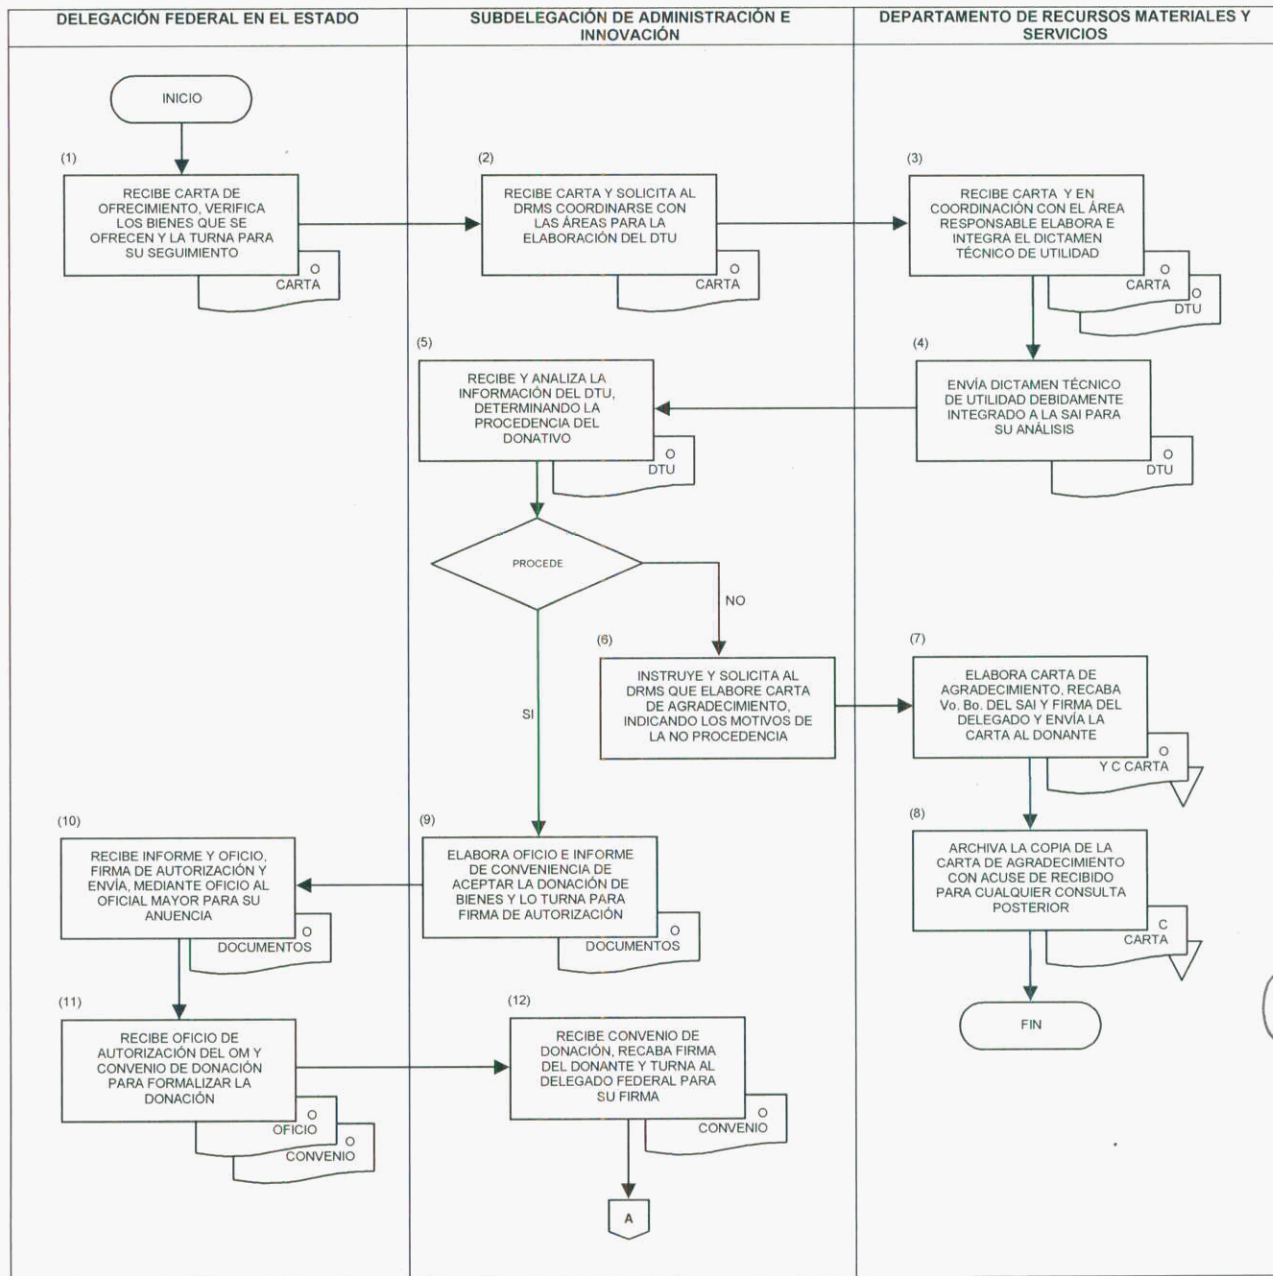 DELEGACIÓN FEDERAL EN EL ESTADO
SUBDELEGACIÓN DE ADMINISTRACIÓN E
INNOVACIÓN
DEPARTAMENTO DE RECURSOS MATERIALES Y
SERVICIOS
INICIO
(1)
RECIBE CARTA DE
OFRECIMIENTO, VERIFICA
LOS BIENES QUE SE
OFRECEN Y LA TURNA PARA
SU SEGUIMIENTO
O
CARTA
(2)
RECIBE CARTA Y SOLICITA AL
DRMS COORDINARSE CON
LAS ÁREAS PARA LA
ELABORACIÓN DEL DTU
O
CARTA
(3)
RECIBE CARTA Y EN
COORDINACIÓN CON EL ÁREA
RESPONSABLE ELABORA E
INTEGRA EL DICTAMEN
TÉCNICO DE UTILIDAD
O
CARTA
O
DTU
(4)
ENVÍA DICTAMEN TÉCNICO
DE UTILIDAD DEBIDAMENTE
INTEGRADO A LA SAI PARA
SU ANÁLISIS
O
DTU
(5)
RECIBE Y ANALIZA LA
INFORMACIÓN DEL DTU,
DETERMINANDO LA
PROCEDENCIA DEL
DONATIVO
O
DTU
PROCEDE
NO
SI
(6)
INSTRUYE Y SOLICITA AL
DRMS QUE ELABORE CARTA
DE AGRADECIMIENTO,
INDICANDO LOS MOTIVOS DE
LA NO PROCEDENCIA
(7)
ELABORA CARTA DE
AGRADECIMIENTO, RECABA
Vo. Bo. DEL SAI Y FIRMA DEL
DELEGADO Y ENVÍA LA
CARTA AL DONANTE
O
Y C CARTA
(8)
ARCHIVA LA COPIA DE LA
CARTA DE AGRADECIMIENTO
CON ACUSE DE RECIBIDO
PARA CUALQUIER CONSULTA
POSTERIOR
C
CARTA
FIN
(9)
ELABORA OFICIO E INFORME
DE CONVENIENCIA DE
ACEPTAR LA DONACIÓN DE
BIENES Y LO TURNA PARA
FIRMA DE AUTORIZACIÓN
O
DOCUMENTOS
(10)
RECIBE INFORME Y OFICIO,
FIRMA DE AUTORIZACIÓN Y
ENVÍA, MEDIANTE OFICIO AL
OFICIAL MAYOR PARA SU
ANUENCIA
O
DOCUMENTOS
(11)
RECIBE OFICIO DE
AUTORIZACIÓN DEL OM Y
CONVENIO DE DONACIÓN
PARA FORMALIZAR LA
DONACIÓN
O
OFICIO
O
CONVENIO
(12)
RECIBE CONVENIO DE
DONACIÓN, RECABA FIRMA
DEL DONANTE Y TURNA AL
DELEGADO FEDERAL PARA
SU FIRMA
O
CONVENIO
A